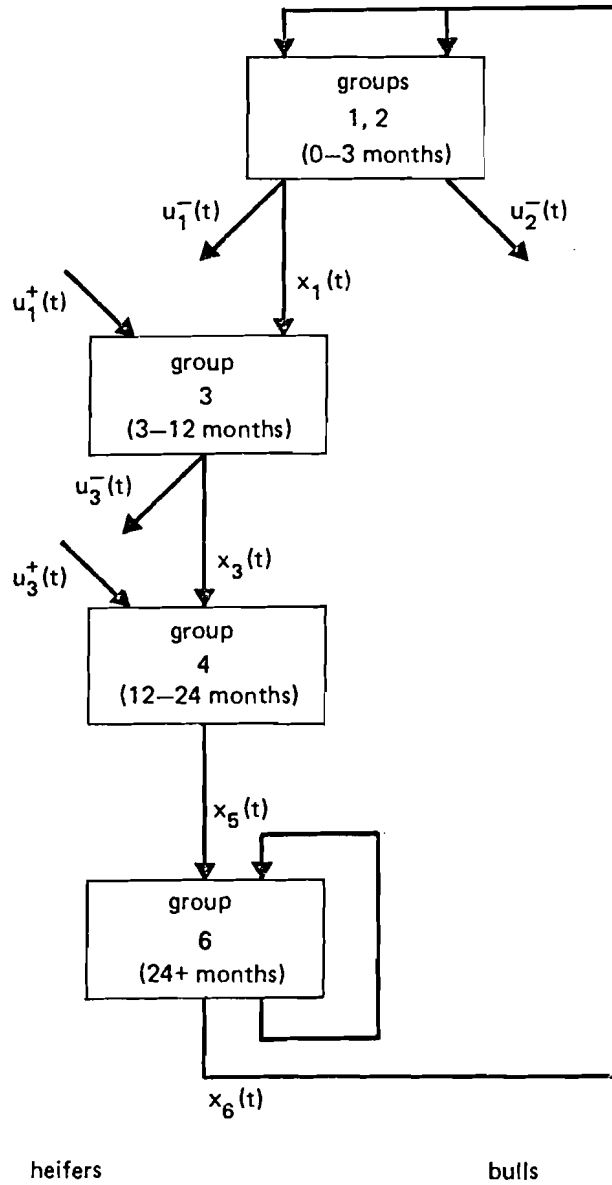 groups
1, 2
(0—3 months)
u₁⁻(t)
u₂⁻(t)
x₁(t)
u₁⁺(t)
group
3
(3—12 months)
u₃⁻(t)
x₃(t)
u₃⁺(t)
group
4
(12—24 months)
x₅(t)
group
6
(24+ months)
x₆(t)
heifers bulls